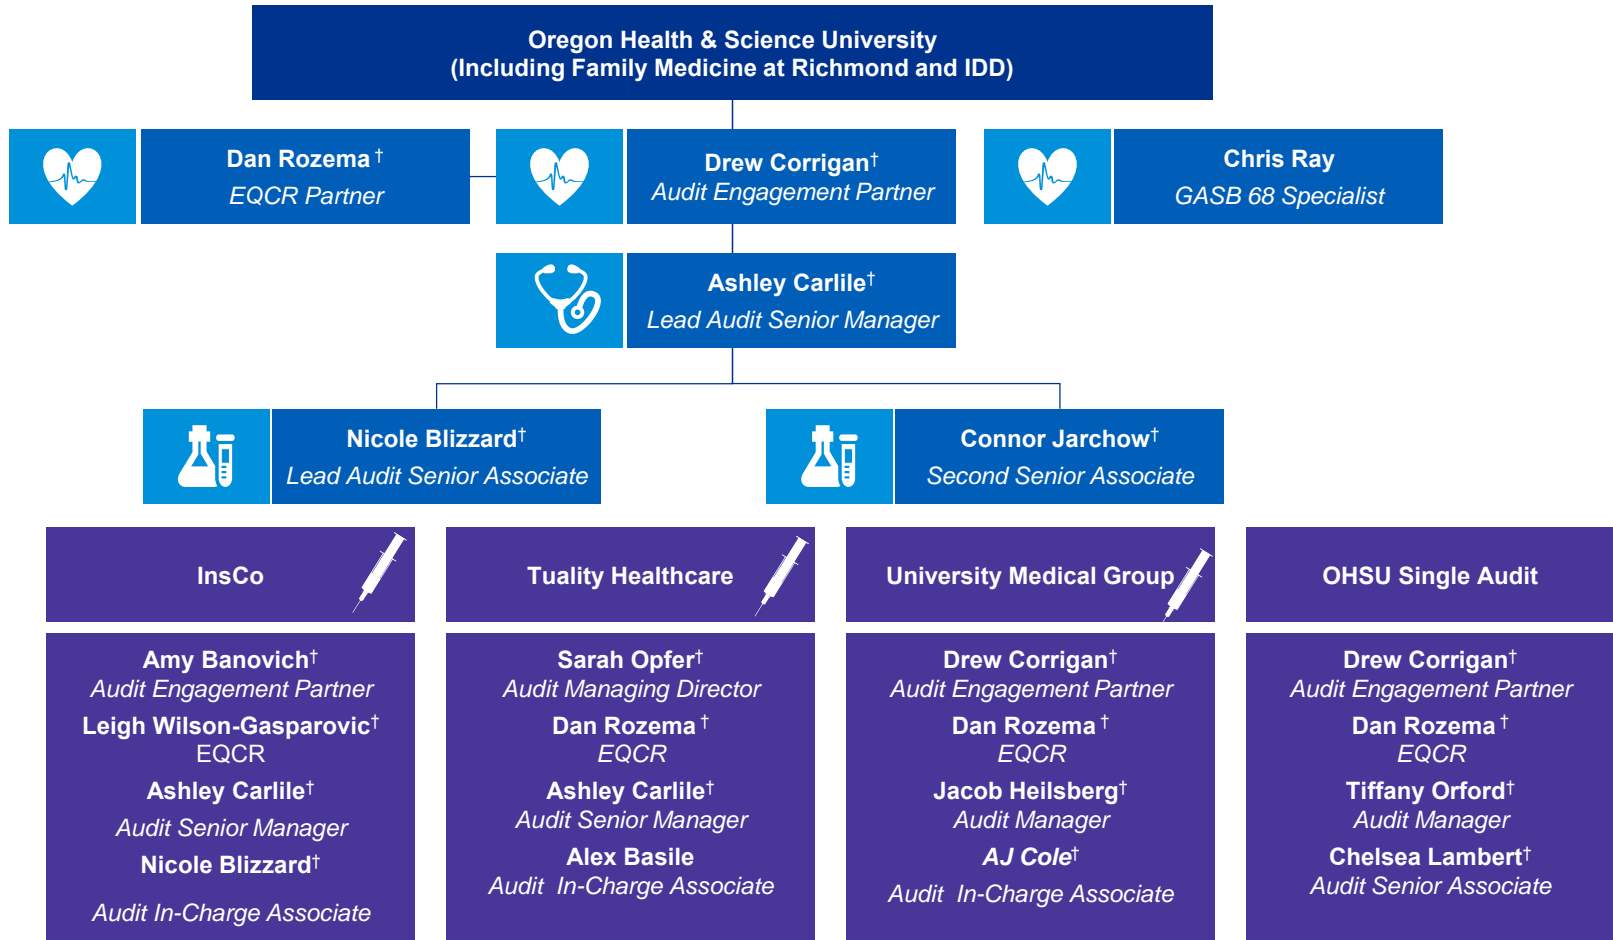 Oregon Health & Science University
(Including Family Medicine at Richmond and IDD)
Dan Rozema †
EQCR Partner
Drew Corrigan†
Audit Engagement Partner
Chris Ray
GASB 68 Specialist
Ashley Carlile†
Lead Audit Senior Manager
Nicole Blizzard†
Lead Audit Senior Associate
Connor Jarchow†
Second Senior Associate
InsCo
Amy Banovich†
Audit Engagement Partner
Leigh Wilson-Gasparovic†
EQCR
Ashley Carlile†
Audit Senior Manager
Nicole Blizzard†
Audit In-Charge Associate
Tuality Healthcare
Sarah Opfer†
Audit Managing Director
Dan Rozema †
EQCR
Ashley Carlile†
Audit Senior Manager
Alex Basile
Audit In-Charge Associate
University Medical Group
Drew Corrigan†
Audit Engagement Partner
Dan Rozema †
EQCR
Jacob Heilsberg†
Audit Manager
AJ Cole†
Audit In-Charge Associate
OHSU Single Audit
Drew Corrigan†
Audit Engagement Partner
Dan Rozema †
EQCR
Tiffany Orford†
Audit Manager
Chelsea Lambert†
Audit Senior Associate